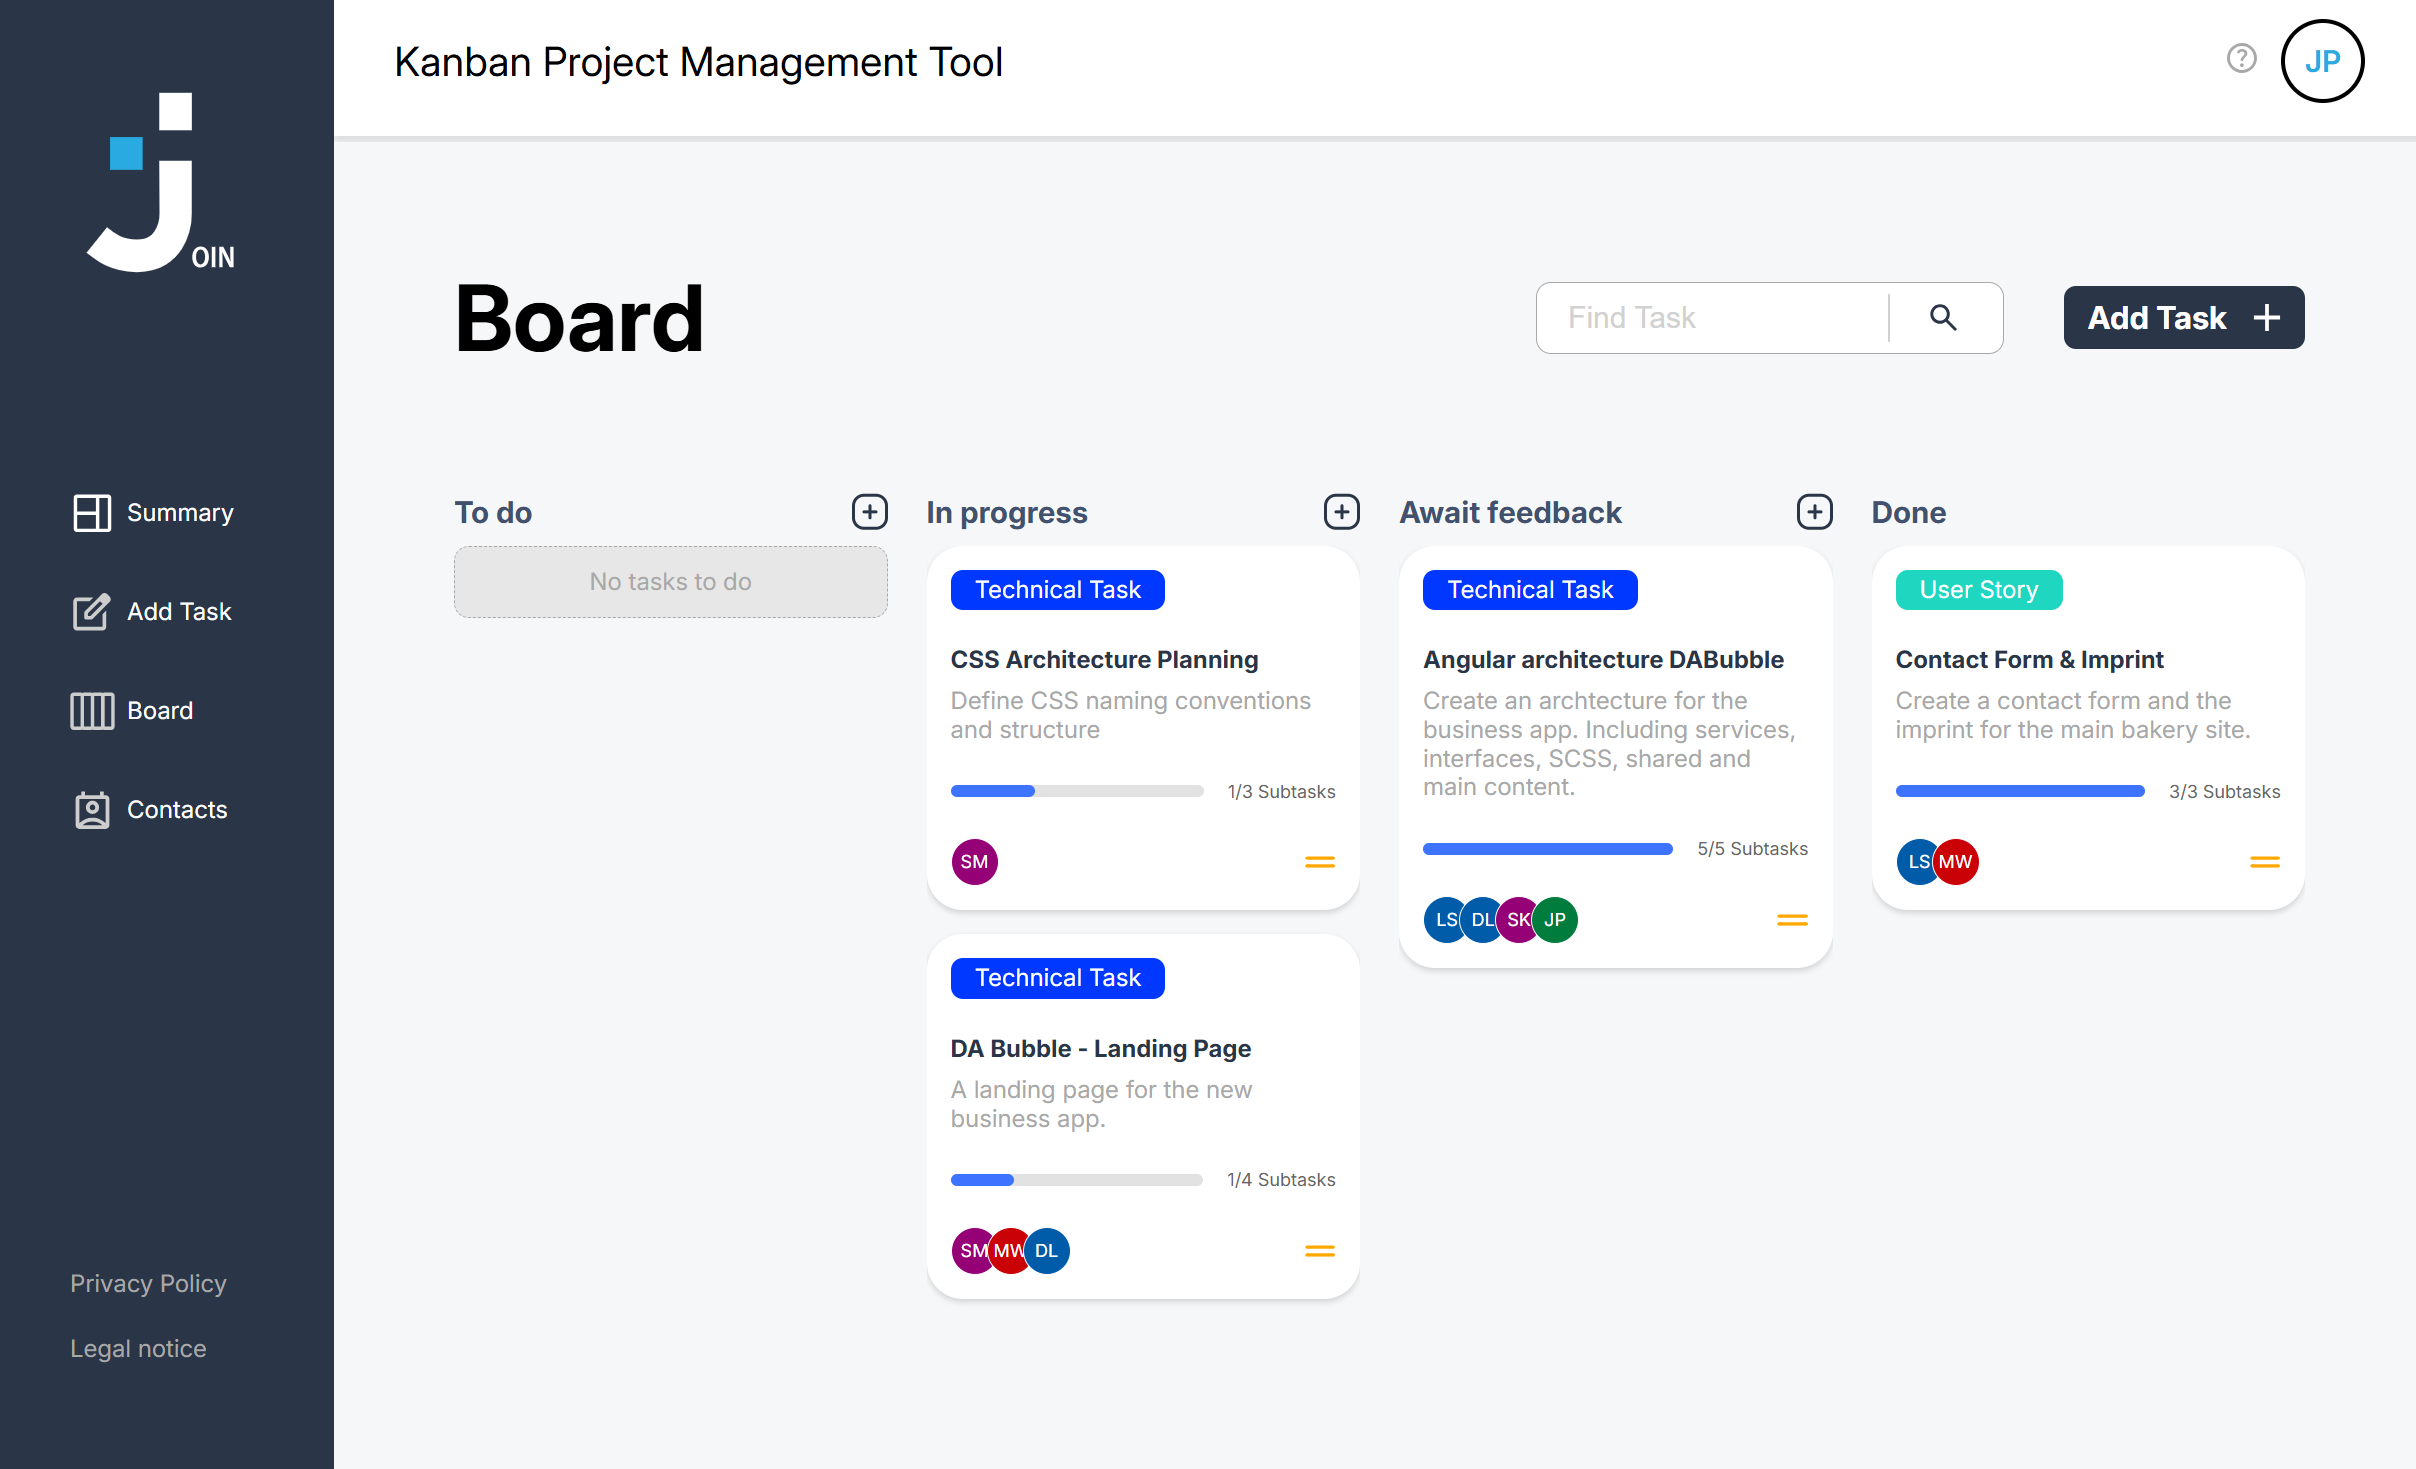 Kanban Project Management Tool
JP
OIN
Summary
Add Task
Board
Contacts
Privacy Policy
Legal notice
Board
Find Task
Add Task
To do
No tasks to do
In progress
Technical Task
CSS Architecture Planning
Define CSS naming conventions
and structure
1/3 Subtasks
SM
Technical Task
DA Bubble - Landing Page
A landing page for the new
business app.
1/4 Subtasks
SM MW DL
Await feedback
Technical Task
Angular architecture DABubble
Create an archtecture for the
business app. Including services,
interfaces, SCSS, shared and
main content.
5/5 Subtasks
LS DL SK JP
Done
User Story
Contact Form & Imprint
Create a contact form and the
imprint for the main bakery site.
3/3 Subtasks
LS MW